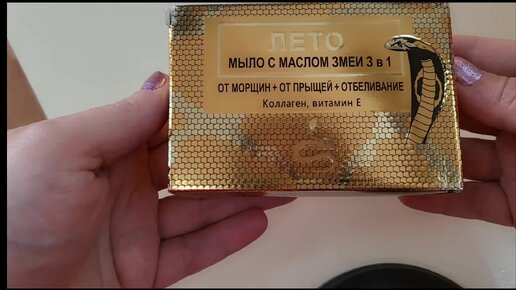 ЛЕТО
МЫЛО С МАСЛОМ ЗМЕИ 3 в 1
ОТ МОРЩИН + ОТ ПРЫЩЕЙ + ОТБЕЛИВАНИЕ
Коллаген, витамин Е